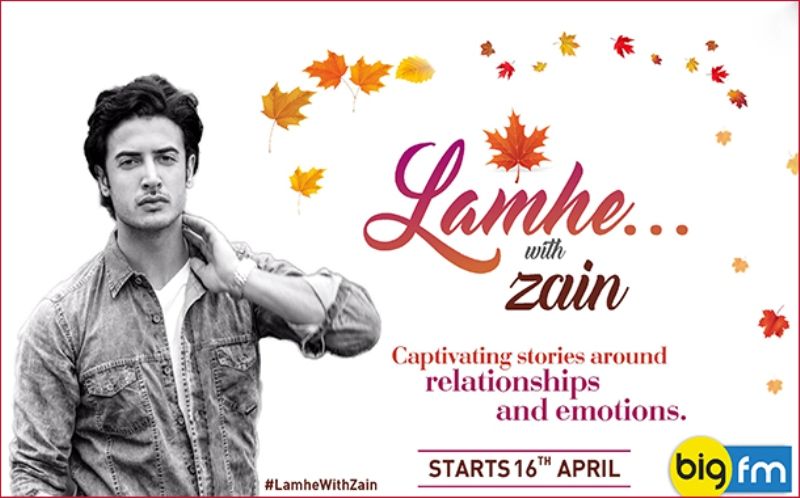 Lamhe...
with
zain
Captivating stories around
relationships
and emotions.
STARTS 16TH APRIL
big fm
#LamheWithZain